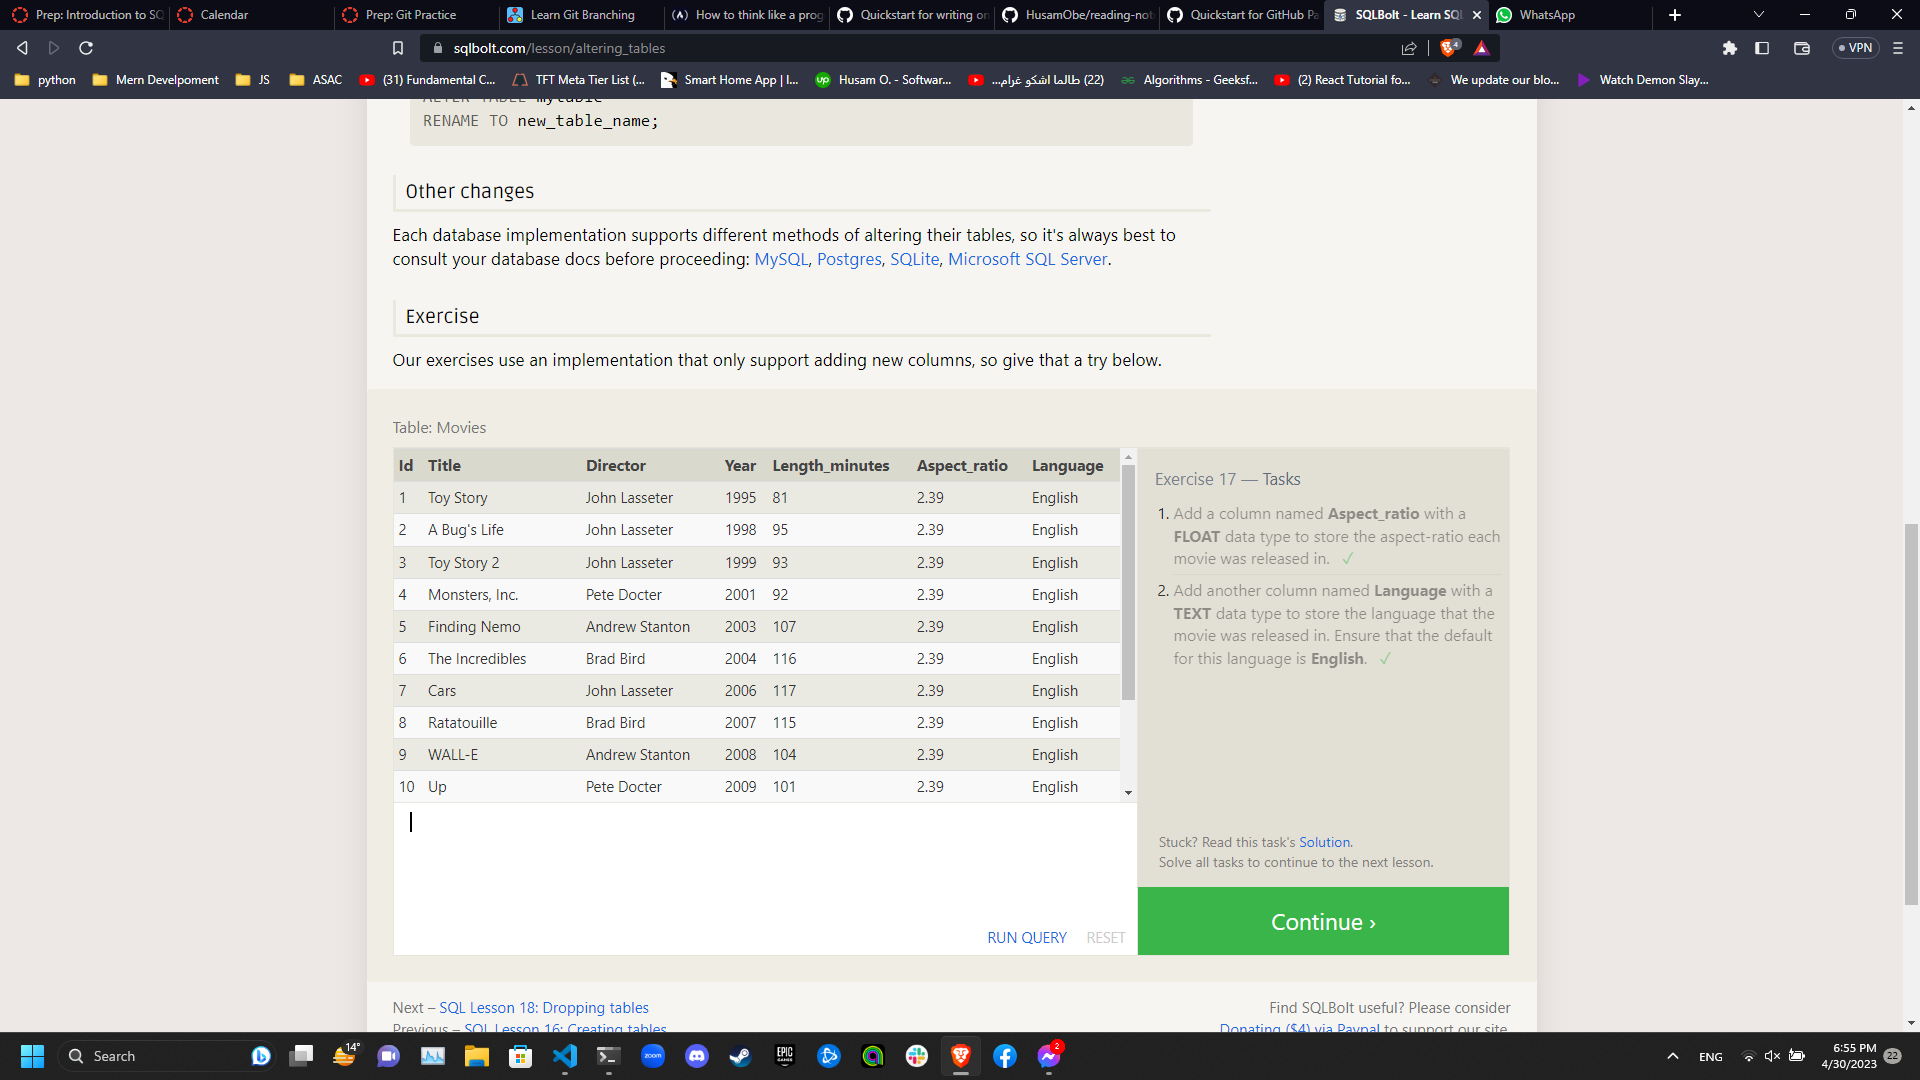 Prep: Introduction to SQ
Calendar
Prep: Git Practice
Learn Git Branching
How to think like a prog
Quickstart for writing on
HusamObe/reading-note
Quickstart for GitHub Pa
SQLBolt - Learn SQL
WhatsApp
sqlbolt.com/lesson/altering_tables
4
VPN
python
Mern Develpoment
JS
ASAC
(31) Fundamental C...
TFT Meta Tier List (...
Smart Home App | I...
up
Husam O. - Softwar...
(22) طالما اشكو غرام...
Algorithms - Geeksf...
(2) React Tutorial fo...
We update our blo...
Watch Demon Slay...
ALTER TABLE mytable
RENAME TO new_table_name;
Other changes
Each database implementation supports different methods of altering their tables, so it's always best to
consult your database docs before proceeding: MySQL, Postgres, SQLite, Microsoft SQL Server.
Exercise
Our exercises use an implementation that only support adding new columns, so give that a try below.
Table: Movies
Id Title Director Year Length_minutes Aspect_ratio Language
1 Toy Story John Lasseter 1995 81 2.39 English
2 A Bug's Life John Lasseter 1998 95 2.39 English
3 Toy Story 2 John Lasseter 1999 93 2.39 English
4 Monsters, Inc. Pete Docter 2001 92 2.39 English
5 Finding Nemo Andrew Stanton 2003 107 2.39 English
6 The Incredibles Brad Bird 2004 116 2.39 English
7 Cars John Lasseter 2006 117 2.39 English
8 Ratatouille Brad Bird 2007 115 2.39 English
9 WALL-E Andrew Stanton 2008 104 2.39 English
10 Up Pete Docter 2009 101 2.39 English
RUN QUERY RESET
Exercise 17 — Tasks
1. Add a column named Aspect_ratio with a
FLOAT data type to store the aspect-ratio each
movie was released in. ✓
2. Add another column named Language with a
TEXT data type to store the language that the
movie was released in. Ensure that the default
for this language is English. ✓
Stuck? Read this task's Solution.
Solve all tasks to continue to the next lesson.
Continue ›
Next – SQL Lesson 18: Dropping tables
Previous – SQL Lesson 16: Creating tables
Find SQLBolt useful? Please consider
Donating ($4) via Paypal to support our site.
Search
14°
zoom
EPIC
GAMES
2
ENG
6:55 PM
4/30/2023
22